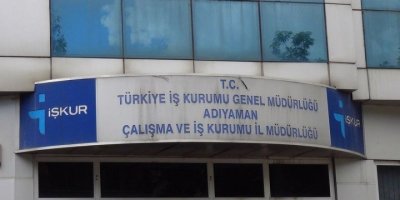 T.C.
TÜRKİYE İŞ KURUMU GENEL MÜDÜRLÜĞÜ
ADIYAMAN
ÇALIŞMA VE İŞ KURUMU İL MÜDÜRLÜĞÜ
İŞKUR
İŞKUR